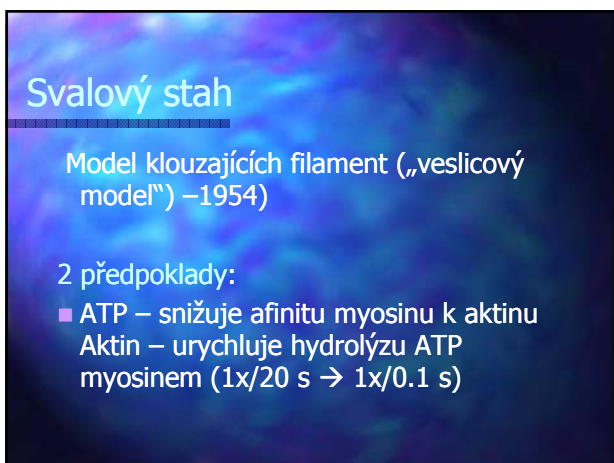 Svalový stah
Model klouzajících filament („veslicový
model“) –1954)
2 předpoklady:
ATP – snižuje afinitu myosinu k aktinu
Aktin – urychluje hydrolýzu ATP
myosinem (1x/20 s → 1x/0.1 s)